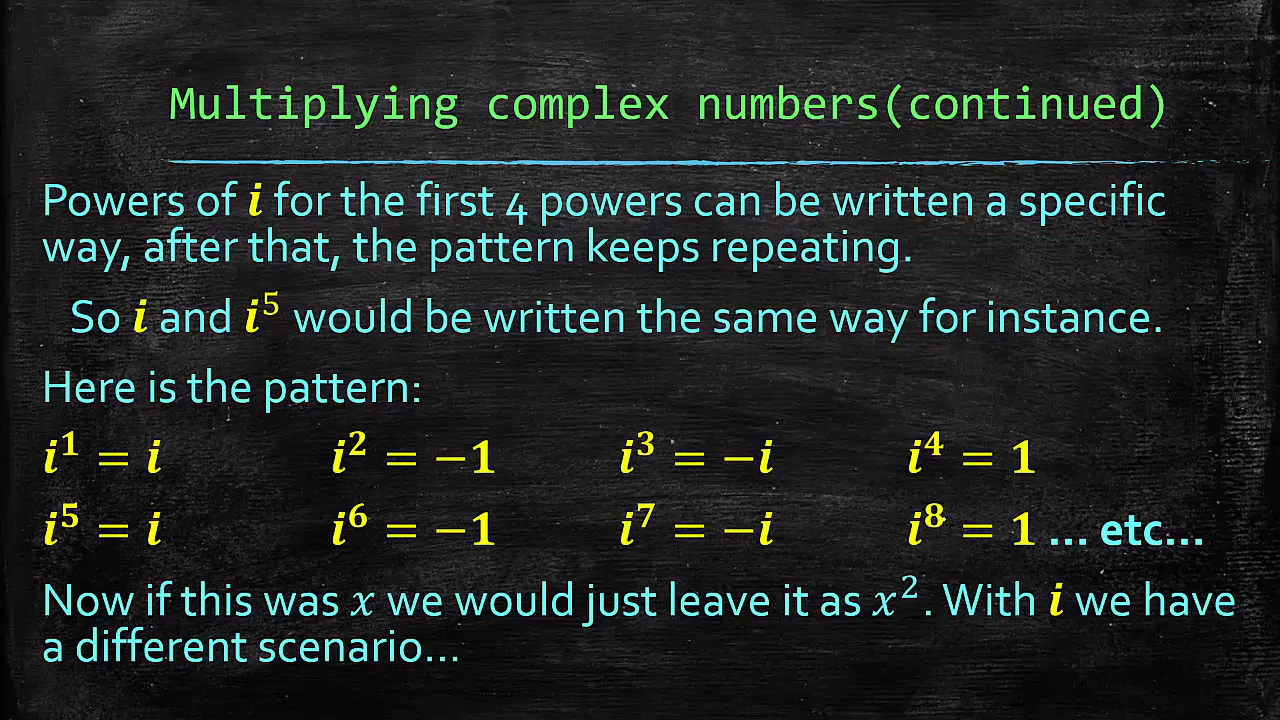 Multiplying complex numbers(continued)
Powers of i for the first 4 powers can be written a specific
way, after that, the pattern keeps repeating.
So i and i⁵ would be written the same way for instance.
Here is the pattern:
i¹ = i i² = −1 i³ = −i i⁴ = 1
i⁵ = i i⁶ = −1 i⁷ = −i i⁸ = 1 ... etc...
Now if this was x we would just leave it as x². With i we have
a different scenario...